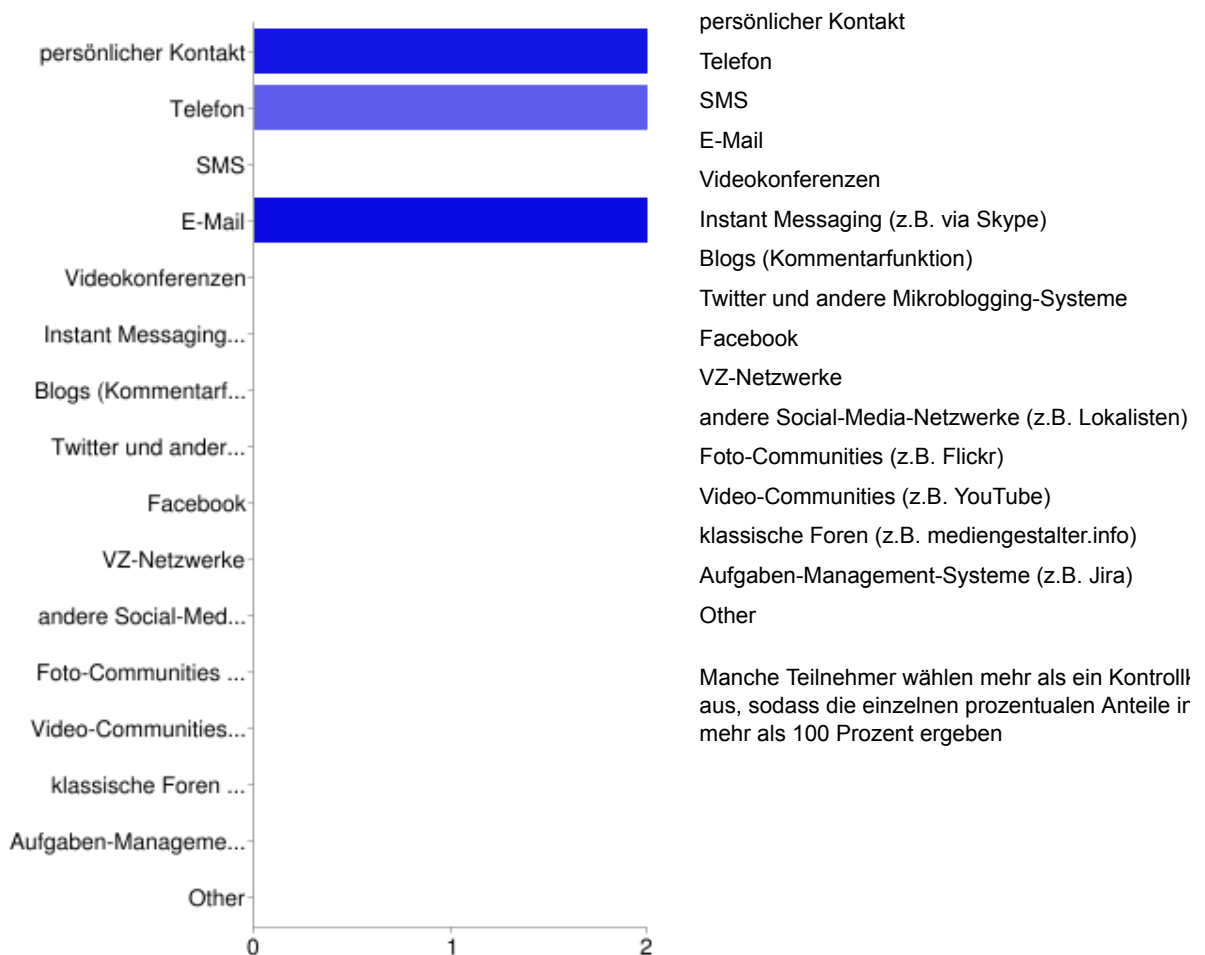 persönlicher Kontakt
Telefon
SMS
E-Mail
Videokonferenzen
Instant Messaging...
Blogs (Kommentarf...
Twitter und ander...
Facebook
VZ-Netzwerke
andere Social-Med...
Foto-Communities ...
Video-Communities...
klassische Foren ...
Aufgaben-Manageme...
Other
0 1 2
persönlicher Kontakt
Telefon
SMS
E-Mail
Videokonferenzen
Instant Messaging (z.B. via Skype)
Blogs (Kommentarfunktion)
Twitter und andere Mikroblogging-Systeme
Facebook
VZ-Netzwerke
andere Social-Media-Netzwerke (z.B. Lokalisten)
Foto-Communities (z.B. Flickr)
Video-Communities (z.B. YouTube)
klassische Foren (z.B. mediengestalter.info)
Aufgaben-Management-Systeme (z.B. Jira)
Other
Manche Teilnehmer wählen mehr als ein
aus, sodass die einzelnen prozentualen Anteile
mehr als 100 Prozent ergeben